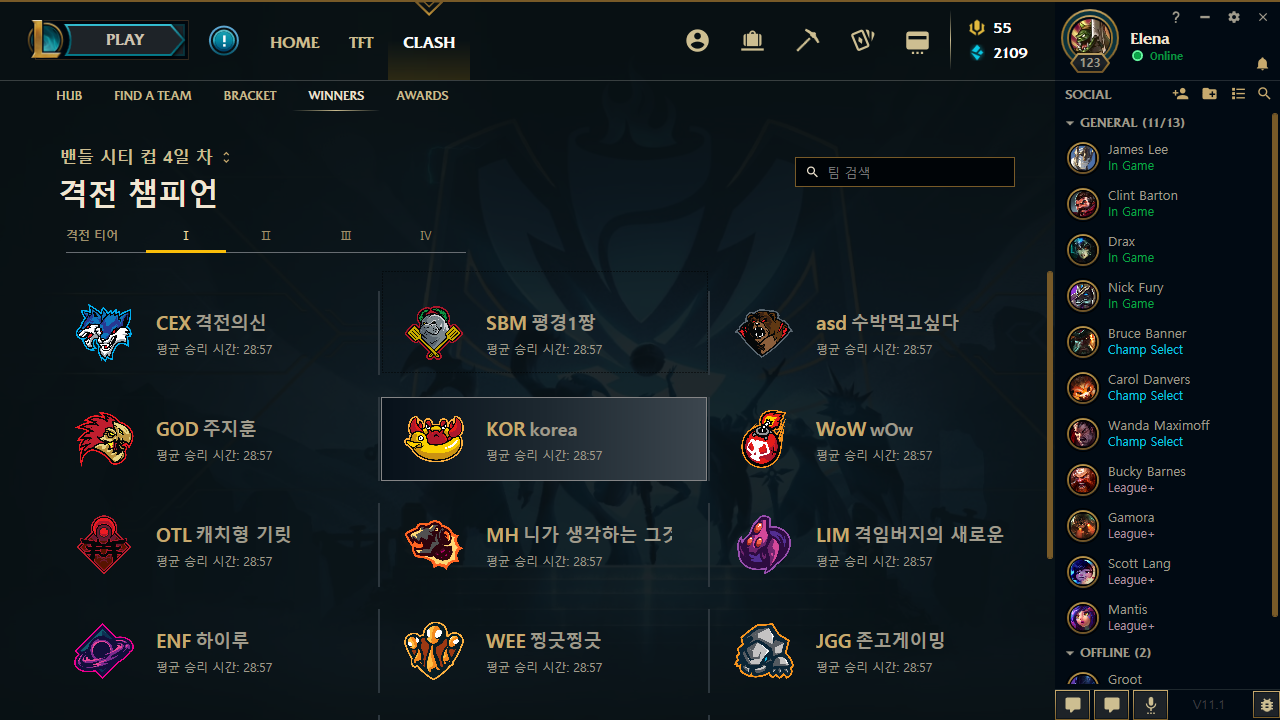 PLAY
HOME
TFT
CLASH
55
2109
123
Elena
Online
HUB
FIND A TEAM
BRACKET
WINNERS
AWARDS
밴들 시티 컵 4일 차
격전 챔피언
팀 검색
격전 티어
I
II
III
IV
CEX 격전의신
평균 승리 시간: 28:57
SBM 평경1짱
평균 승리 시간: 28:57
asd 수박먹고싶다
평균 승리 시간: 28:57
GOD 주지훈
평균 승리 시간: 28:57
KOR korea
평균 승리 시간: 28:57
WoW wOw
평균 승리 시간: 28:57
OTL 캐치형 기릿
평균 승리 시간: 28:57
MH 니가 생각하는 그것
평균 승리 시간: 28:57
LIM 격임버지의 새로운
평균 승리 시간: 28:57
ENF 하이루
평균 승리 시간: 28:57
WEE 찡긋찡긋
평균 승리 시간: 28:57
JGG 존고게이밍
평균 승리 시간: 28:57
SOCIAL
GENERAL (11/13)
James Lee
In Game
Clint Barton
In Game
Drax
In Game
Nick Fury
In Game
Bruce Banner
Champ Select
Carol Danvers
Champ Select
Wanda Maximoff
Champ Select
Bucky Barnes
League+
Gamora
League+
Scott Lang
League+
Mantis
League+
OFFLINE (2)
Groot
V11.1